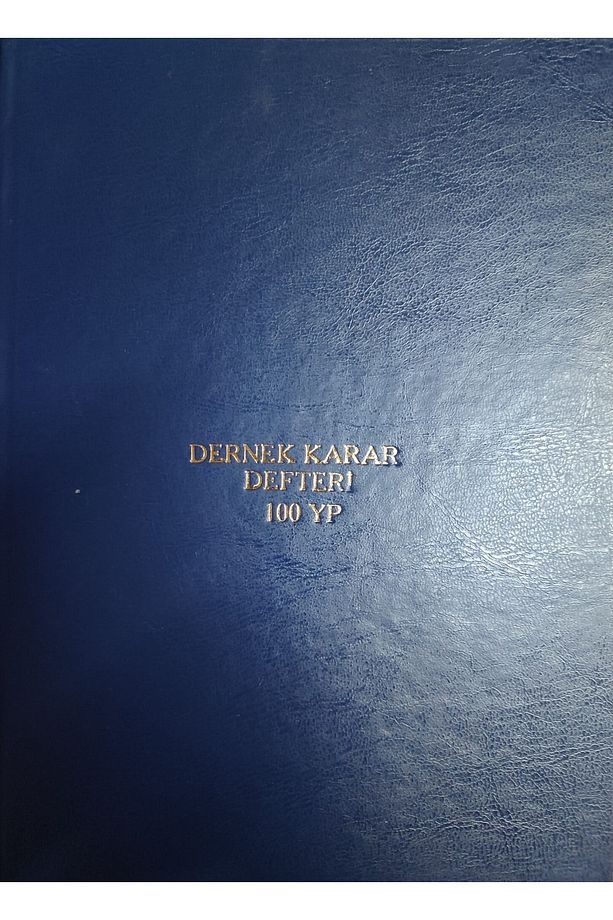 DERNEK KARAR
DEFTERİ
100 YP